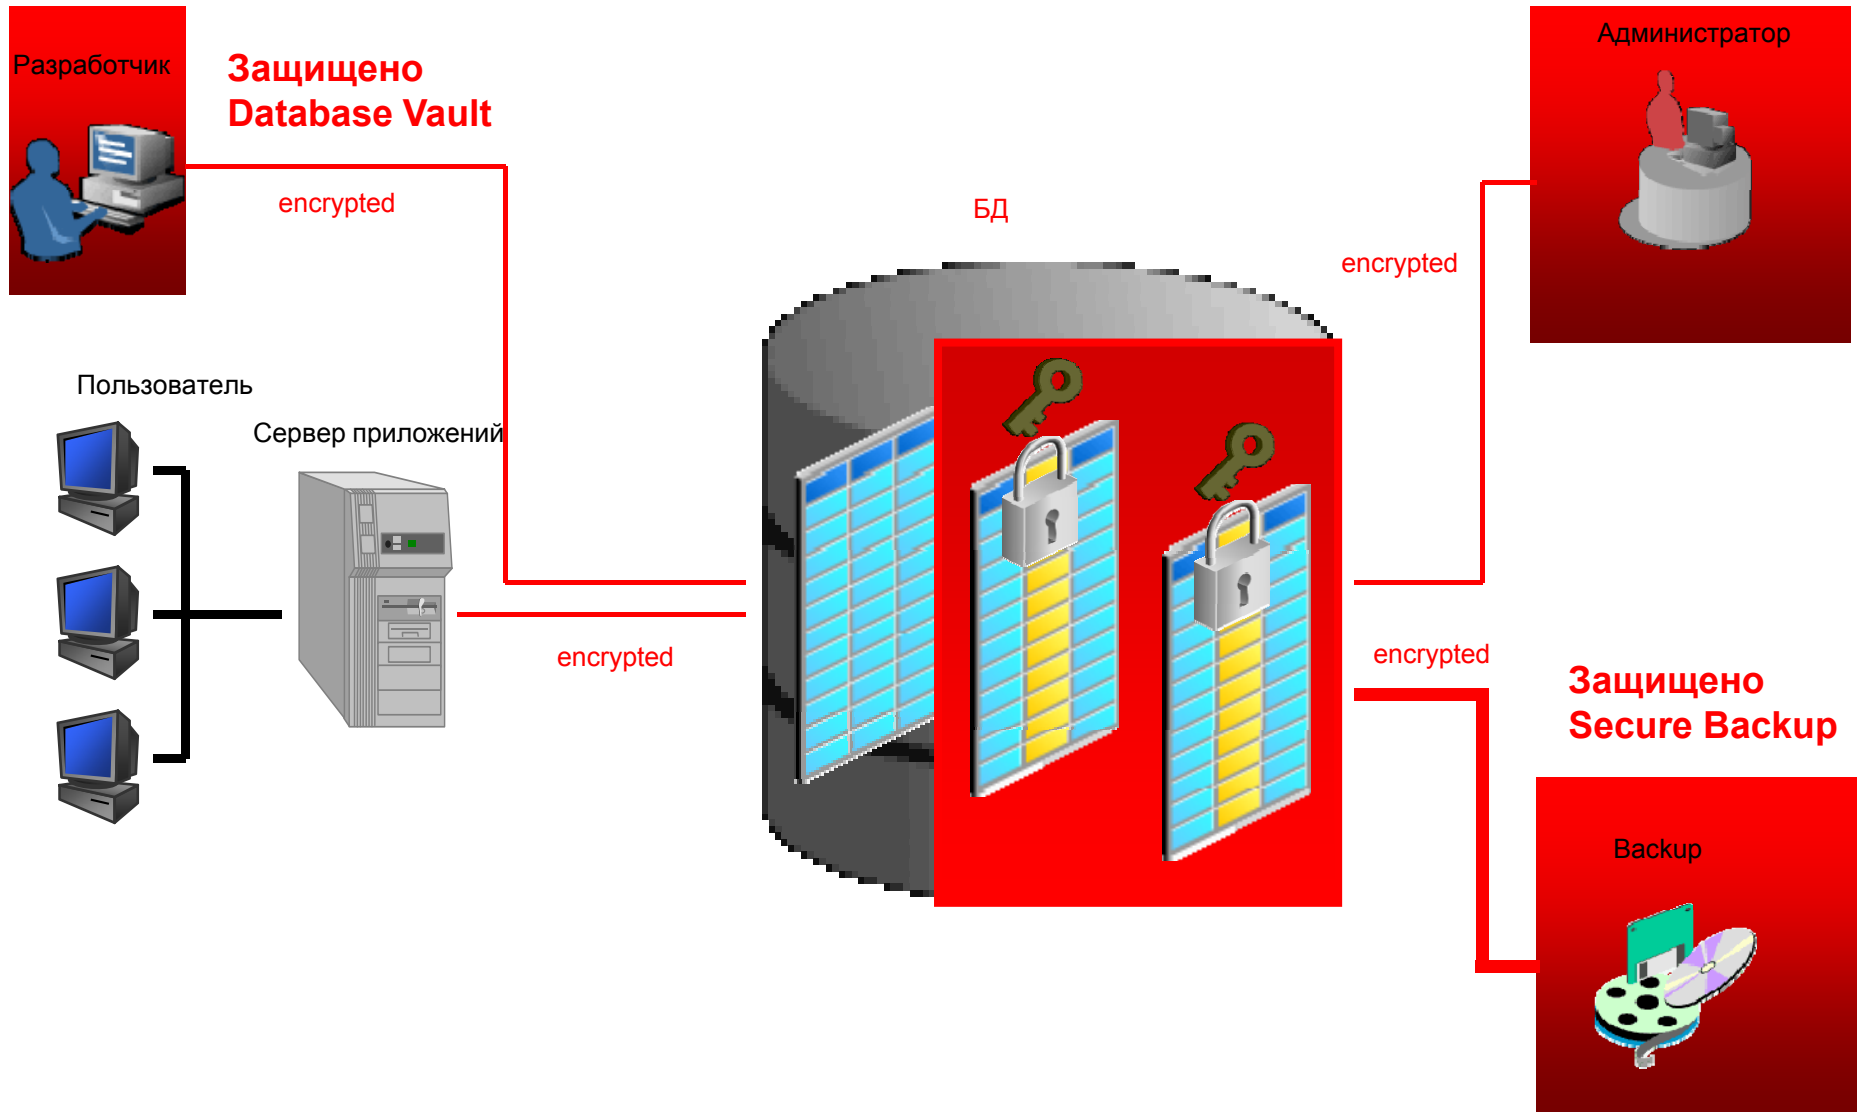 Разработчик
Защищено
Database Vault
encrypted
Администратор
БД
encrypted
Пользователь
Сервер приложений
encrypted
encrypted
Защищено
Secure Backup
Backup